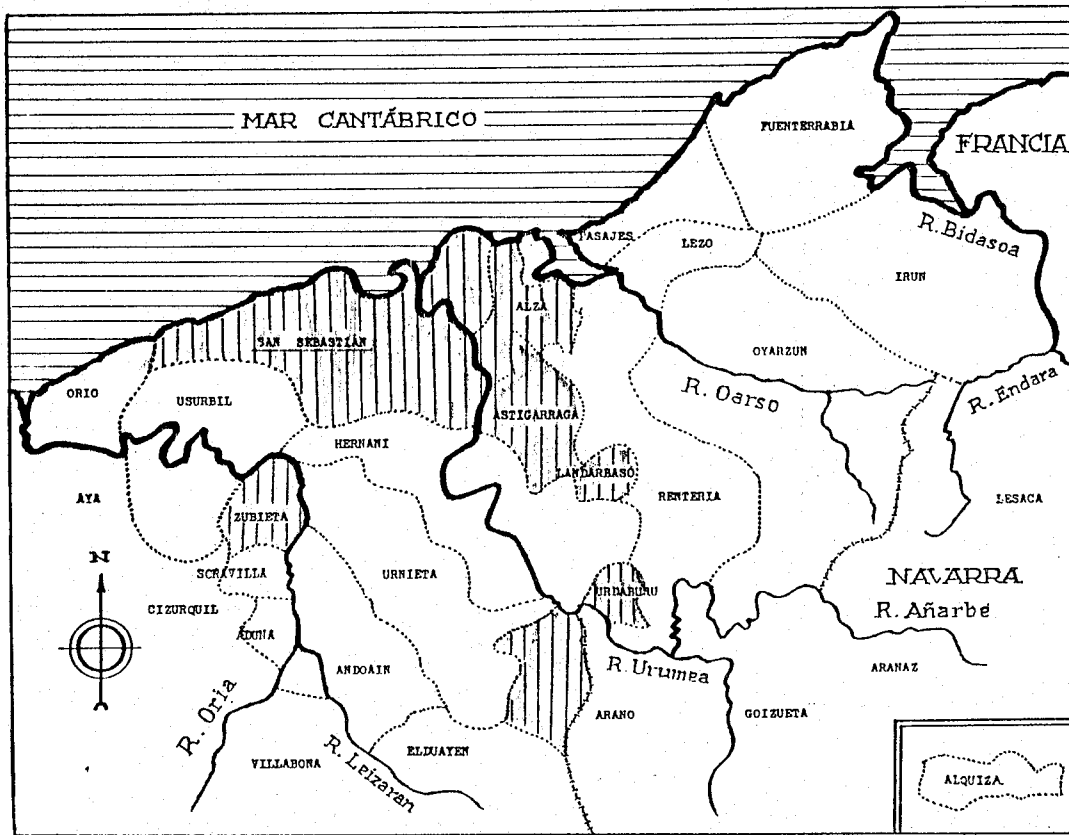 MAR CANTÁBRICO
FUENTERRABIA
FRANCIA
PASAJES
LEZO
R. Bidasoa
IRUN
ALZA
SAN SEBASTIÁN
OYARZUN
ORIO
USURBIL
R. Oarso
R. Endara
ASTIGARRAGA
HERNANI
LANDARBASO
AYA
RENTERIA
LESACA
ZUBIETA
N
SORAVILLA
URNIETA
NAVARRA
CIZURQUIL
URDABURU
R. Añarbe
ADUNA
ANDOAIN
R. Urumea
ARANAZ
R. Oria
ARANO
GOIZUETA
ELDUAYEN
VILLABONA
R. Leizaran
ALQUIZA